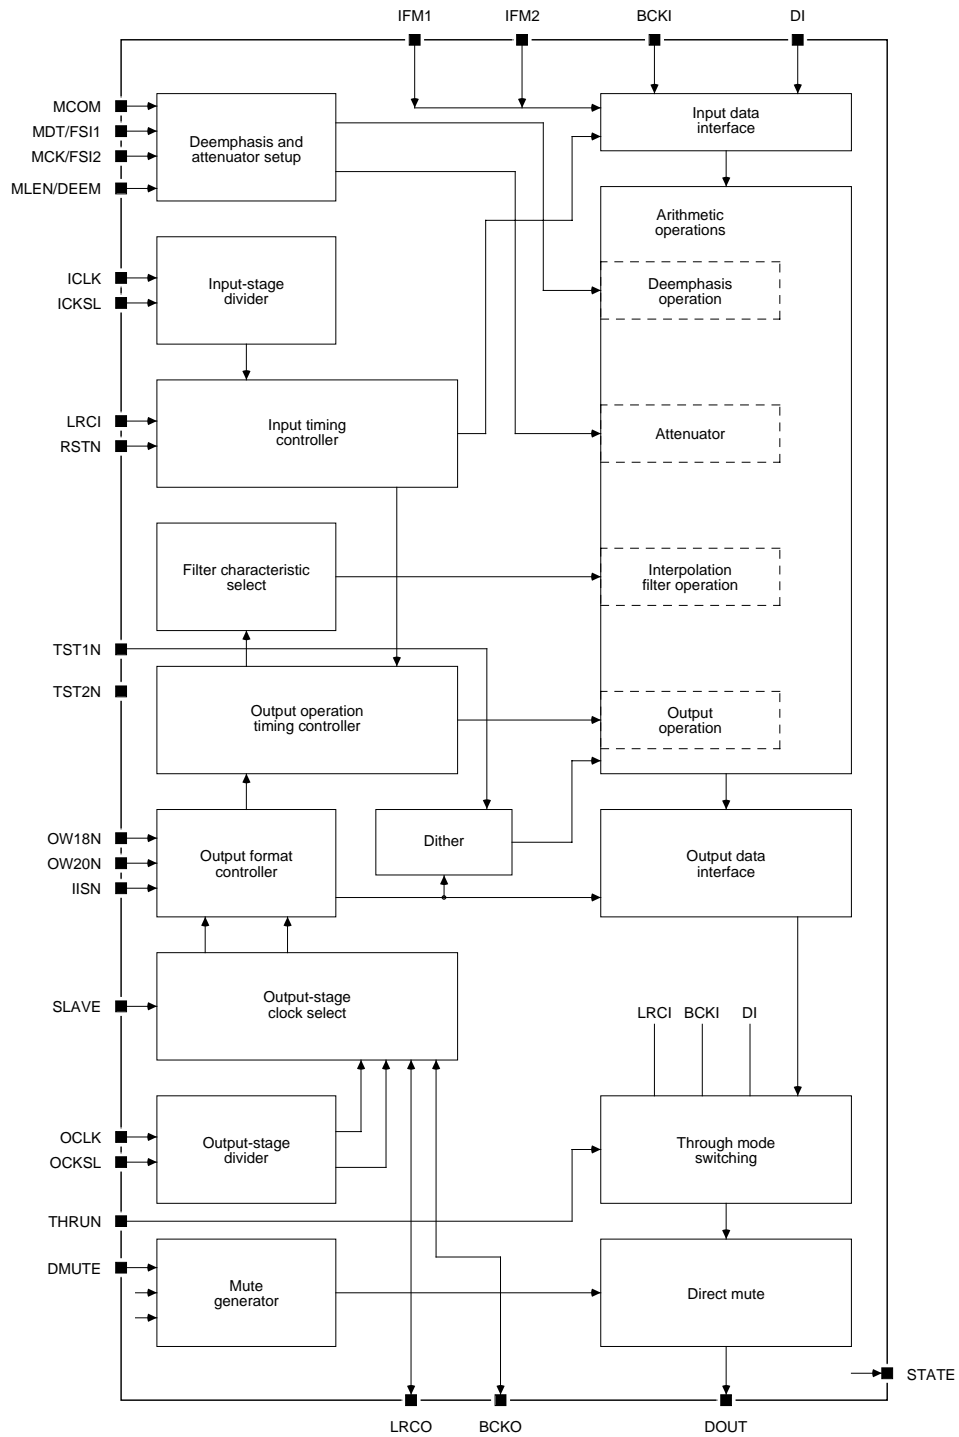 IFM1
IFM2
BCKI
DI
MCOM
MDT/FSI1
MCK/FSI2
MLEN/DEEM
Deemphasis and
attenuator setup
Input data
interface
Arithmetic
operations
ICLK
ICKSL
Input-stage
divider
Deemphasis
operation
LRCI
RSTN
Input timing
controller
Attenuator
Filter characteristic
select
Interpolation
filter operation
TST1N
TST2N
Output operation
timing controller
Output
operation
OW18N
OW20N
IISN
Output format
controller
Dither
Output data
interface
SLAVE
Output-stage
clock select
LRCI
BCKI
DI
OCLK
OCKSL
Output-stage
divider
Through mode
switching
THRUN
DMUTE
Mute
generator
Direct mute
STATE
LRCO
BCKO
DOUT